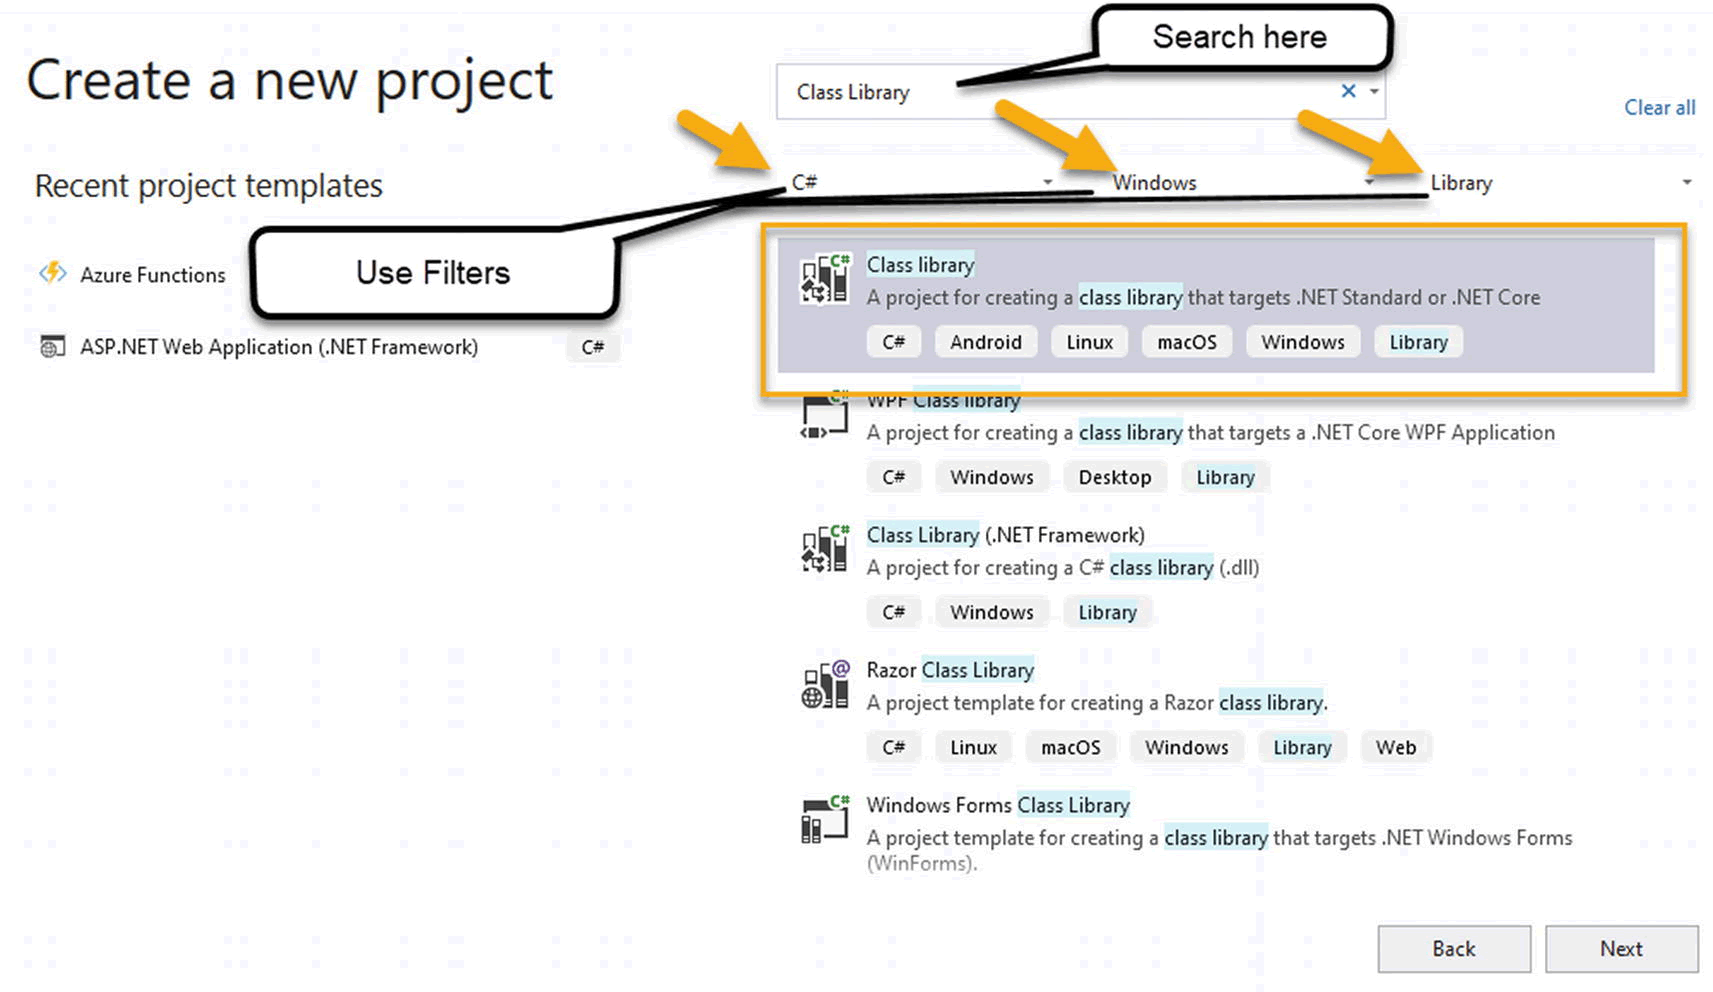 Search here
Create a new project
Class Library
Clear all
Recent project templates
C#
Windows
Library
Use Filters
Azure Functions
ASP.NET Web Application (.NET Framework)
C#
Class library
A project for creating a class library that targets .NET Standard or .NET Core
C# Android Linux macOS Windows Library
WPF Class library
A project for creating a class library that targets a .NET Core WPF Application
C# Windows Desktop Library
Class Library (.NET Framework)
A project for creating a C# class library (.dll)
C# Windows Library
Razor Class Library
A project template for creating a Razor class library.
C# Linux macOS Windows Library Web
Windows Forms Class Library
A project template for creating a class library that targets .NET Windows Forms
(WinForms).
Back
Next